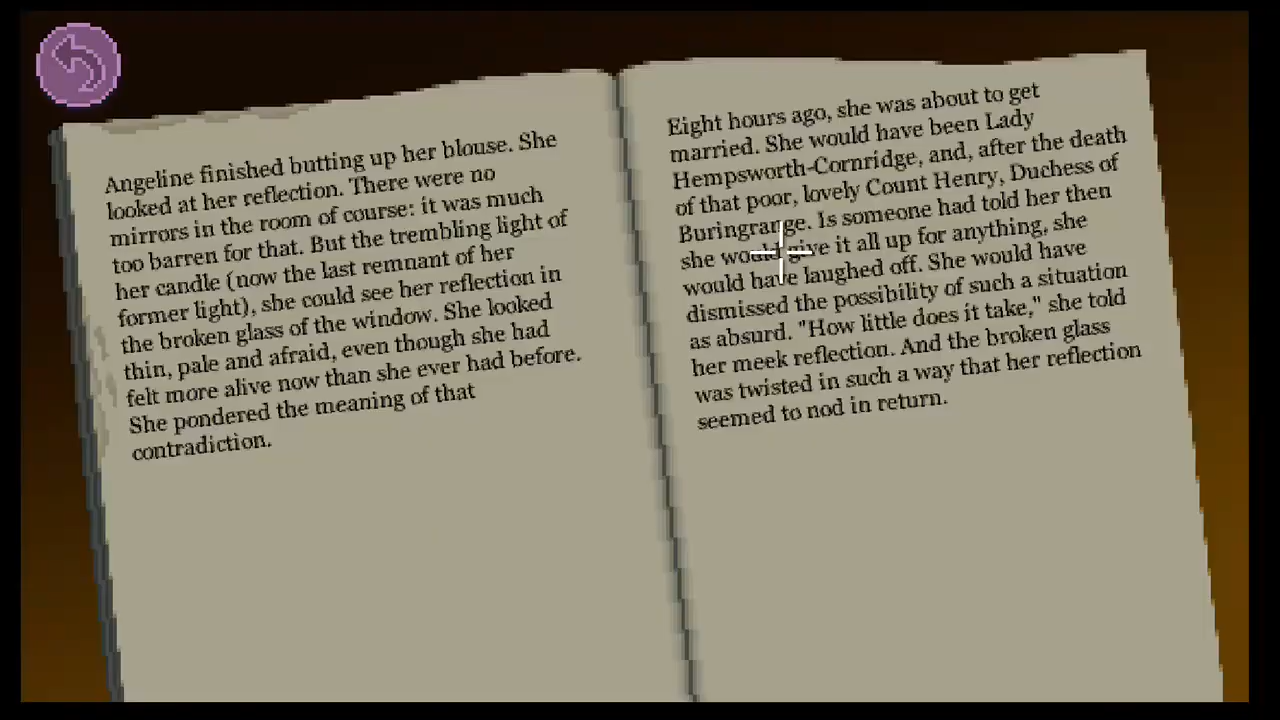 Angeline finished butting up her blouse. She
looked at her reflection. There were no
mirrors in the room of course: it was much
too barren for that. But the trembling light of
her candle (now the last remnant of her
former light), she could see her reflection in
the broken glass of the window. She looked
thin, pale and afraid, even though she had
felt more alive now than she ever had before.
She pondered the meaning of that
contradiction.
Eight hours ago, she was about to get
married. She would have been Lady
Hempsworth-Cornridge, and, after the death
of that poor, lovely Count Henry, Duchess of
Buringrange. Is someone had told her then
she would give it all up for anything, she
would have laughed off. She would have
dismissed the possibility of such a situation
as absurd. "How little does it take," she told
her meek reflection. And the broken glass
was twisted in such a way that her reflection
seemed to nod in return.